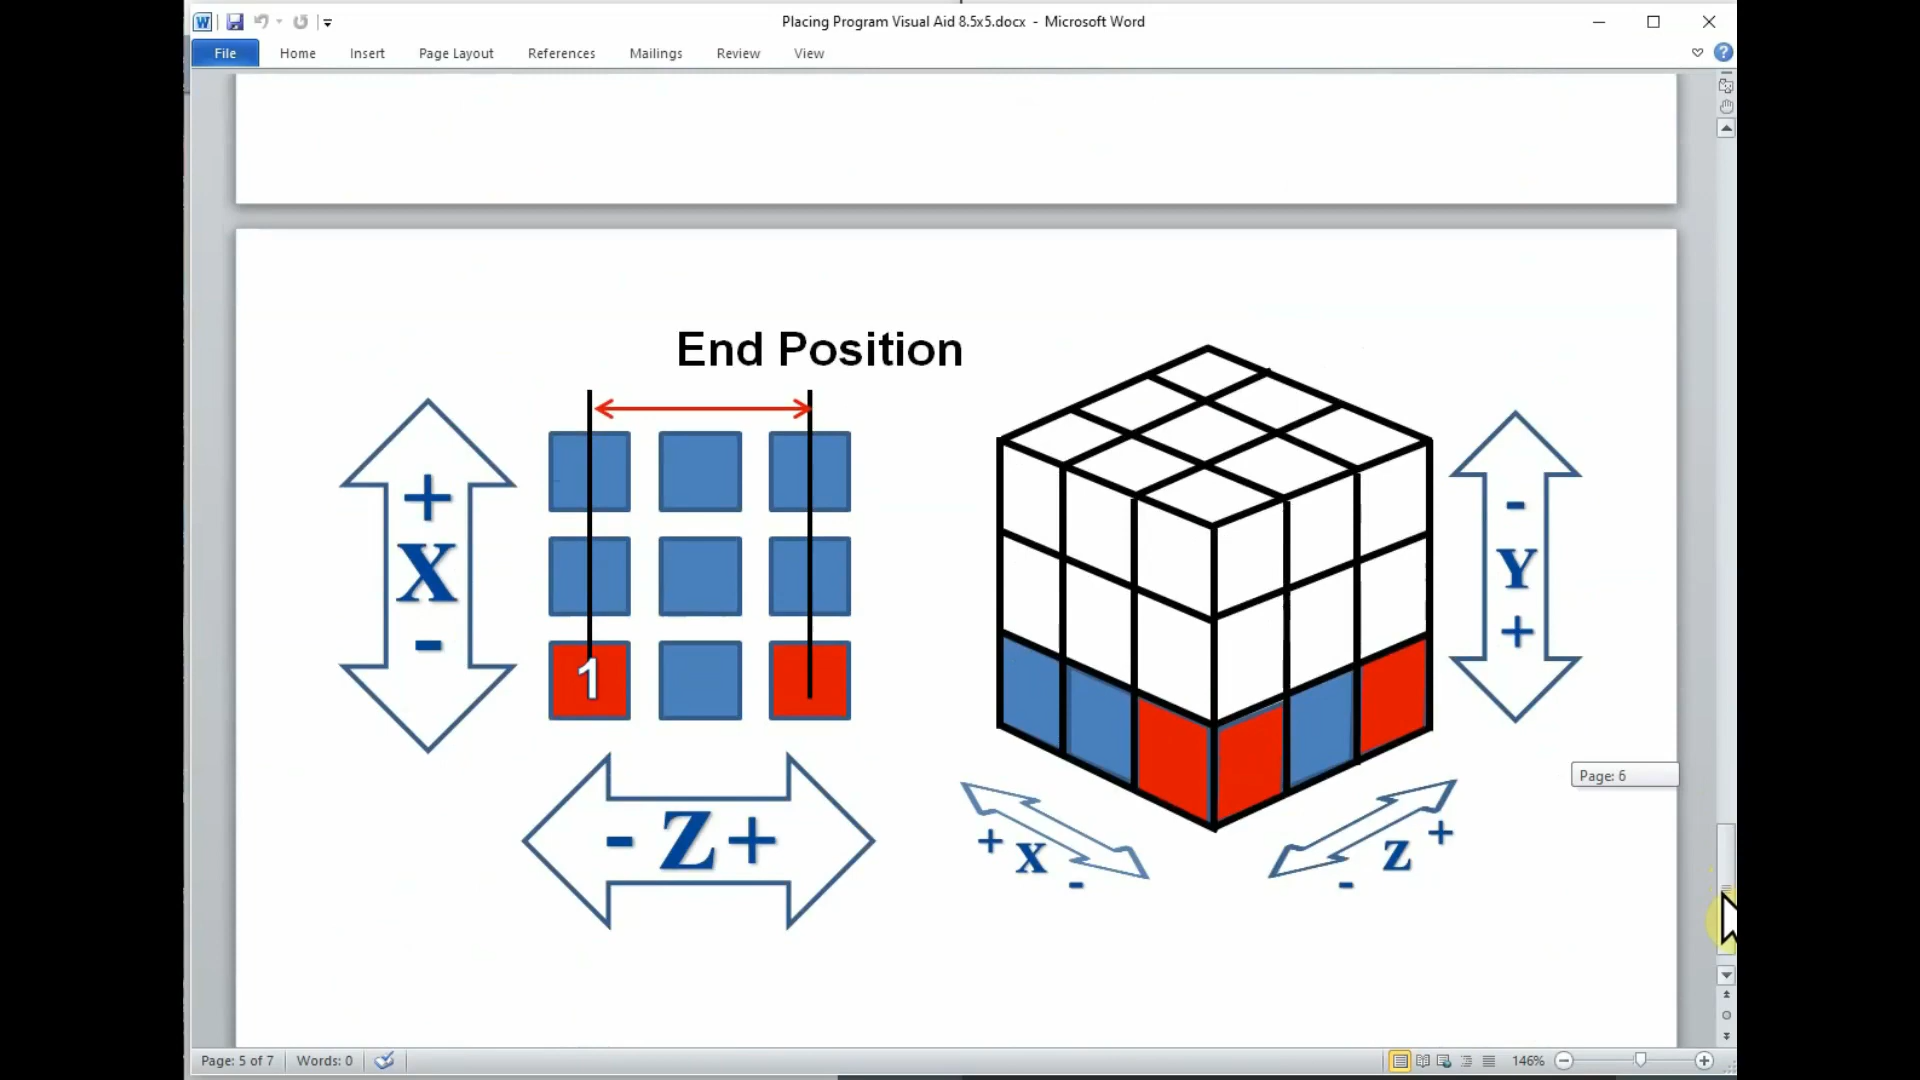 Placing Program Visual Aid 8.5x5.docx - Microsoft Word
File Home Insert Page Layout References Mailings Review View
End Position
+
X
-
1
- Z +
-
Y
+
+ X -
- Z +
Page: 6
Page: 5 of 7 Words: 0 146%